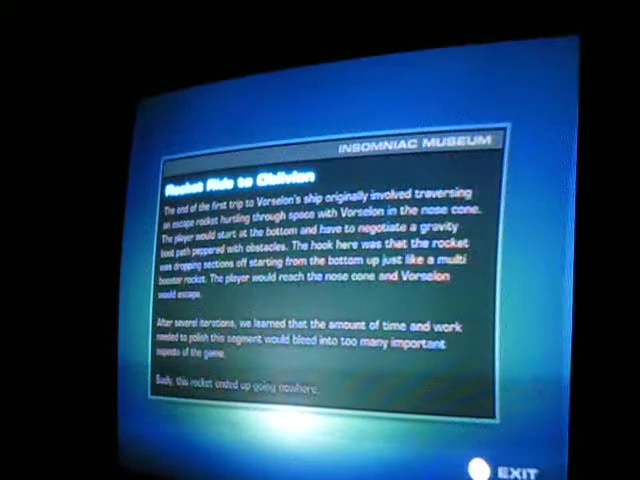 INSOMNIAC MUSEUM
Rocket Ride to Oblivion
The end of the first trip to Vorselon's ship originally involved traversing
an escape rocket hurtling through space with Vorselon in the nose cone.
The player would start at the bottom and have to negotiate a gravity
boot path peppered with obstacles. The hook here was that the rocket
was dropping sections off starting from the bottom up just like a multi
booster rocket. The player would reach the nose cone and Vorselon
would escape.
After several iterations, we learned that the amount of time and work
needed to polish this segment would bleed into too many important
aspects of the game.
Sadly, this rocket ended up going nowhere.
EXIT